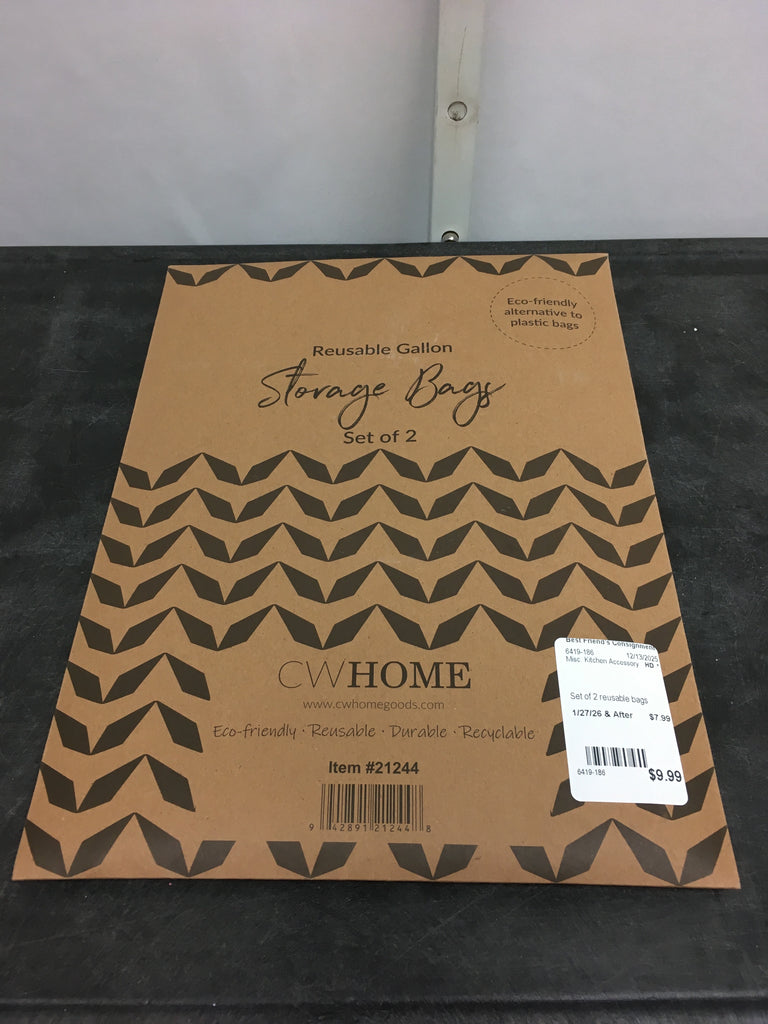 Eco-friendly
alternative to
plastic bags
Reusable Gallon
Storage Bags
Set of 2
CWHOME
www.cwhomegoods.com
Eco-friendly · Reusable · Durable · Recyclable
Item #21244
9 42891 21244 8
Best Friend's Consignment
6419-186 12/13/2025
Misc. Kitchen Accessory HD *
Set of 2 reusable bags
1/27/26 & After $7.99
6419-186 $9.99